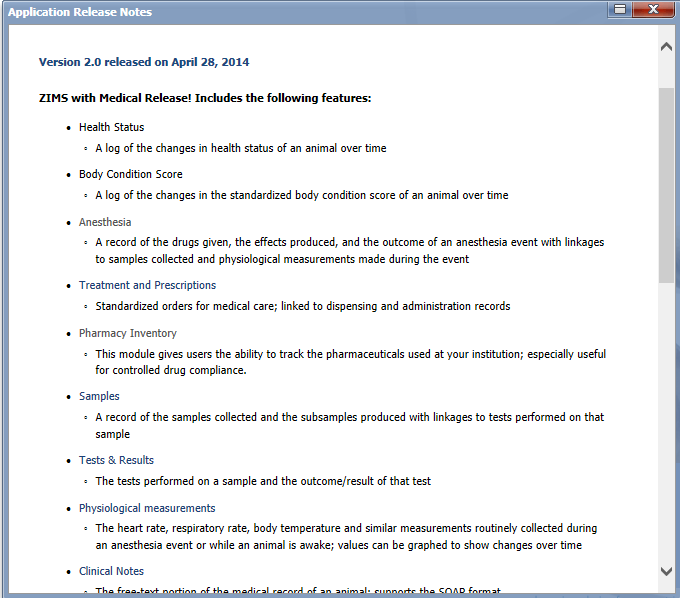 Application Release Notes
Version 2.0 released on April 28, 2014
ZIMS with Medical Release! Includes the following features:
• Health Status
◦ A log of the changes in health status of an animal over time
• Body Condition Score
◦ A log of the changes in the standardized body condition score of an animal over time
• Anesthesia
◦ A record of the drugs given, the effects produced, and the outcome of an anesthesia event with linkages
to samples collected and physiological measurements made during the event
• Treatment and Prescriptions
◦ Standardized orders for medical care; linked to dispensing and administration records
• Pharmacy Inventory
◦ This module gives users the ability to track the pharmaceuticals used at your institution; especially useful
for controlled drug compliance.
• Samples
◦ A record of the samples collected and the subsamples produced with linkages to tests performed on that
sample
• Tests & Results
◦ The tests performed on a sample and the outcome/result of that test
• Physiological measurements
◦ The heart rate, respiratory rate, body temperature and similar measurements routinely collected during
an anesthesia event or while an animal is awake; values can be graphed to show changes over time
• Clinical Notes
◦ The free-text portion of the medical record of an animal; supports the SOAP format